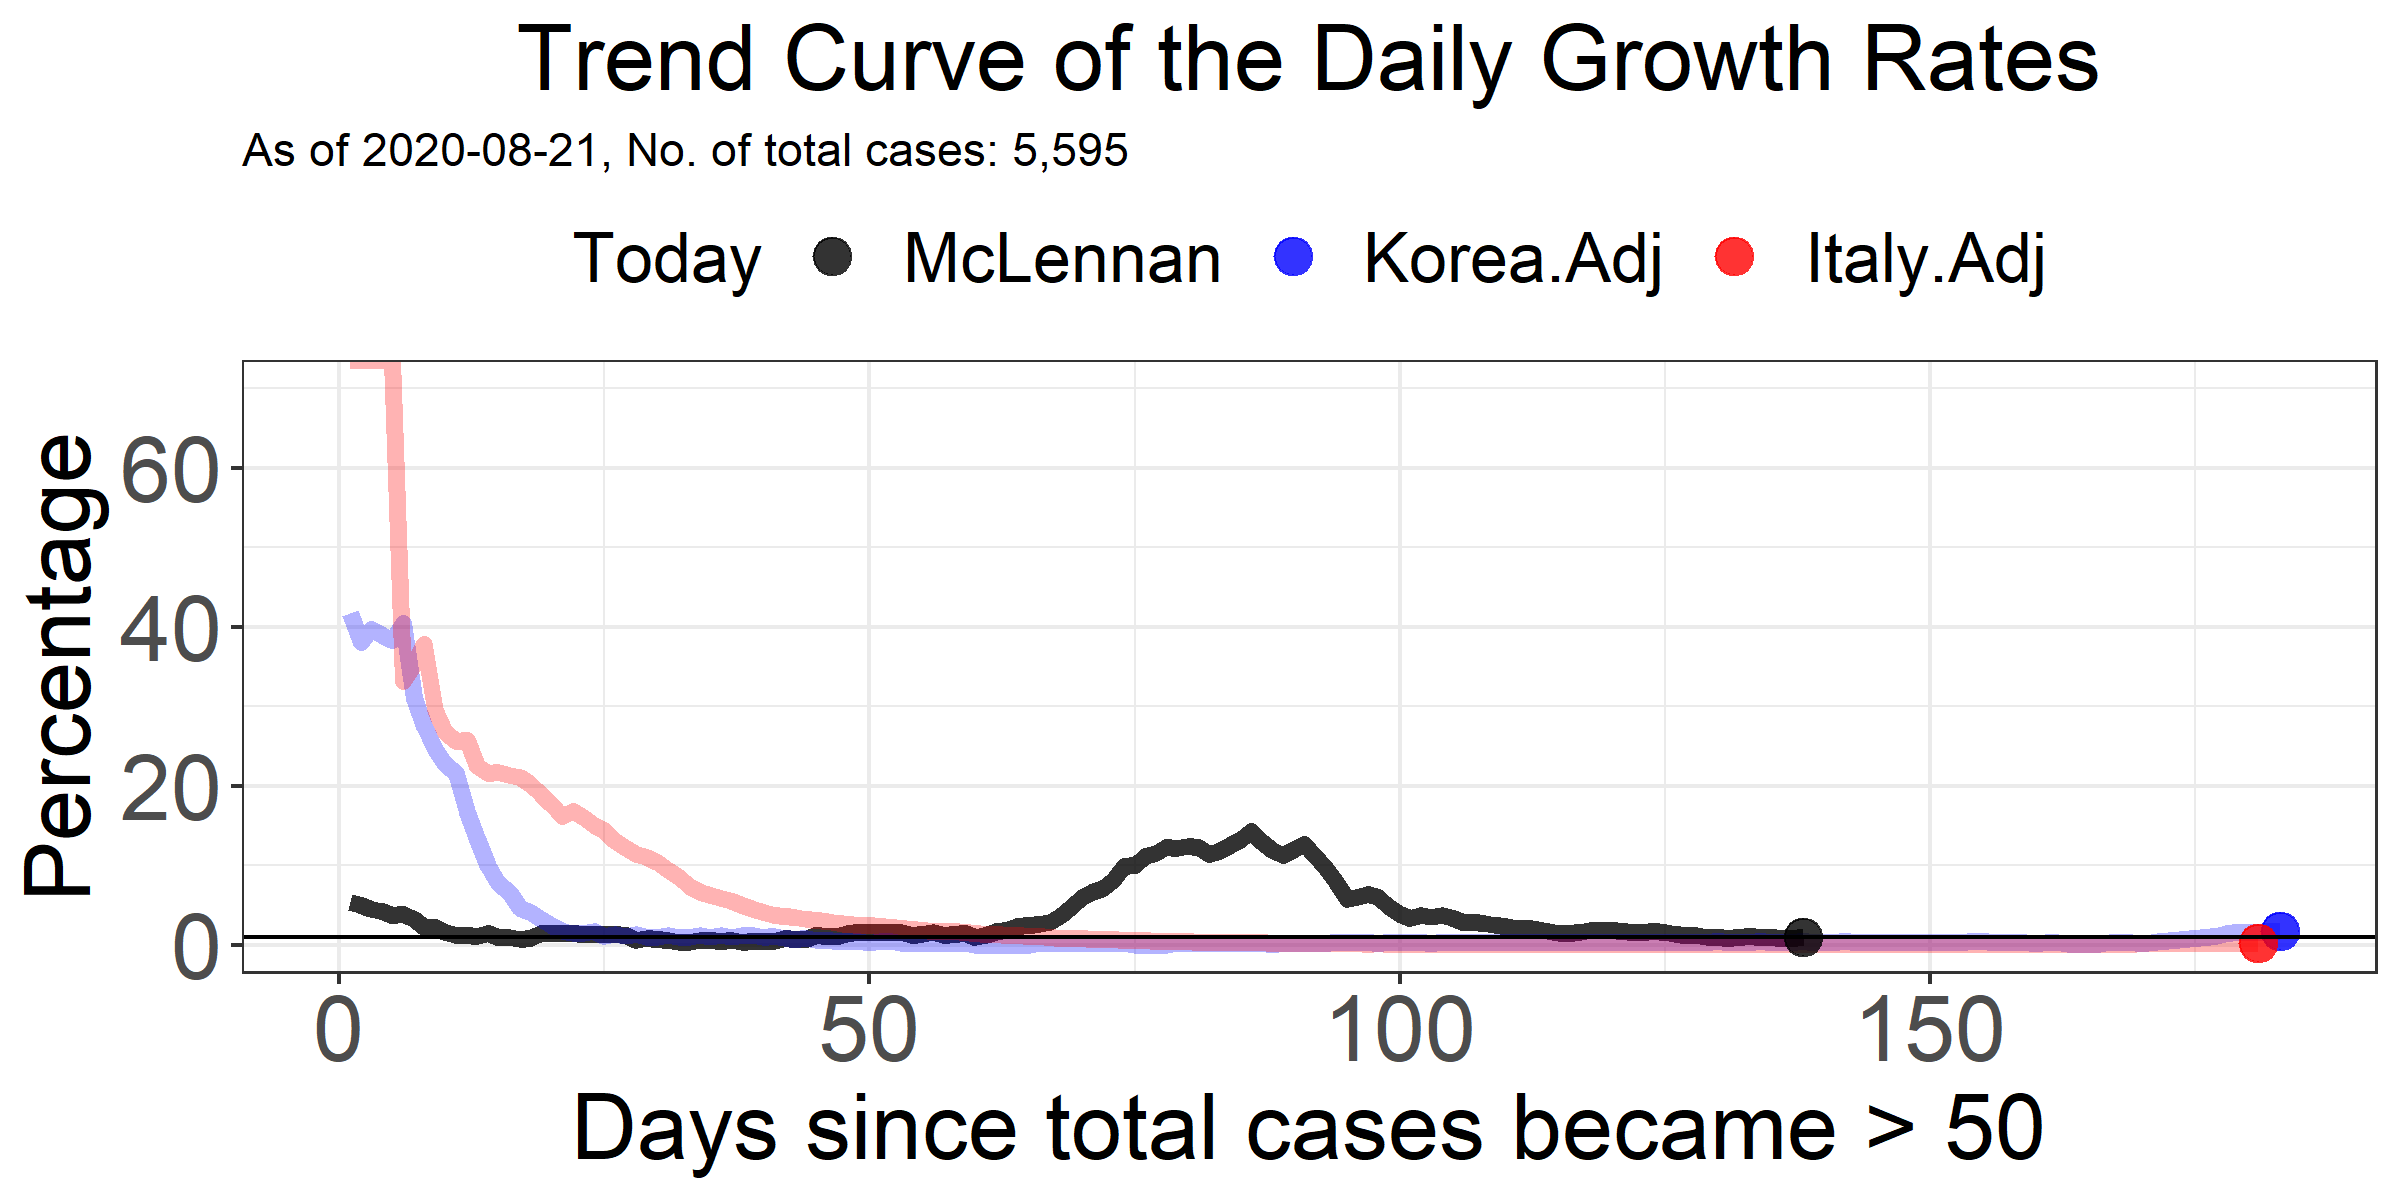 Trend Curve of the Daily Growth Rates
As of 2020-08-21, No. of total cases: 5,595
Today McLennan Korea.Adj Italy.Adj
Percentage
60
40
20
0
0 50 100 150
Days since total cases became > 50